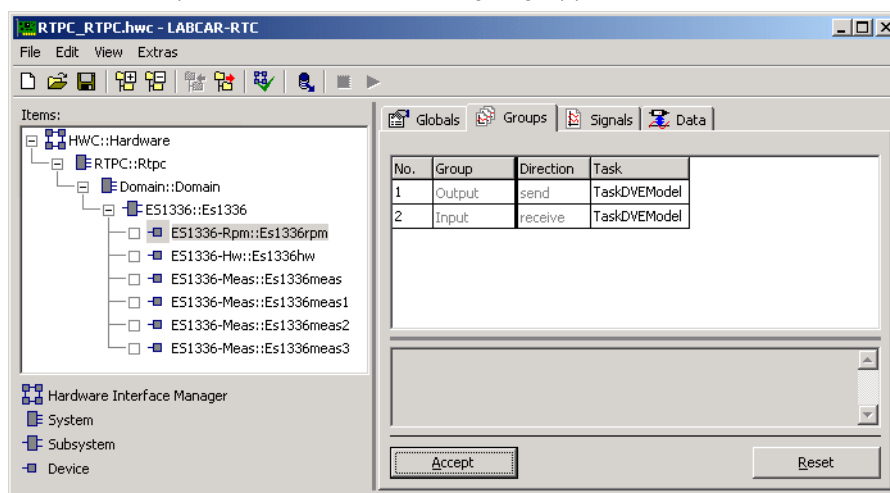 RTPC_RTPC.hwc - LABCAR-RTC
File Edit View Extras
Items:
HWC::Hardware
RTPC::Rtpc
Domain::Domain
ES1336::Es1336
ES1336-Rpm::Es1336rpm
ES1336-Hw::Es1336hw
ES1336-Meas::Es1336meas
ES1336-Meas::Es1336meas1
ES1336-Meas::Es1336meas2
ES1336-Meas::Es1336meas3
Hardware Interface Manager
System
Subsystem
Device
Globals Groups Signals Data
No. Group Direction Task
1 Output send TaskDVEModel
2 Input receive TaskDVEModel
Accept Reset